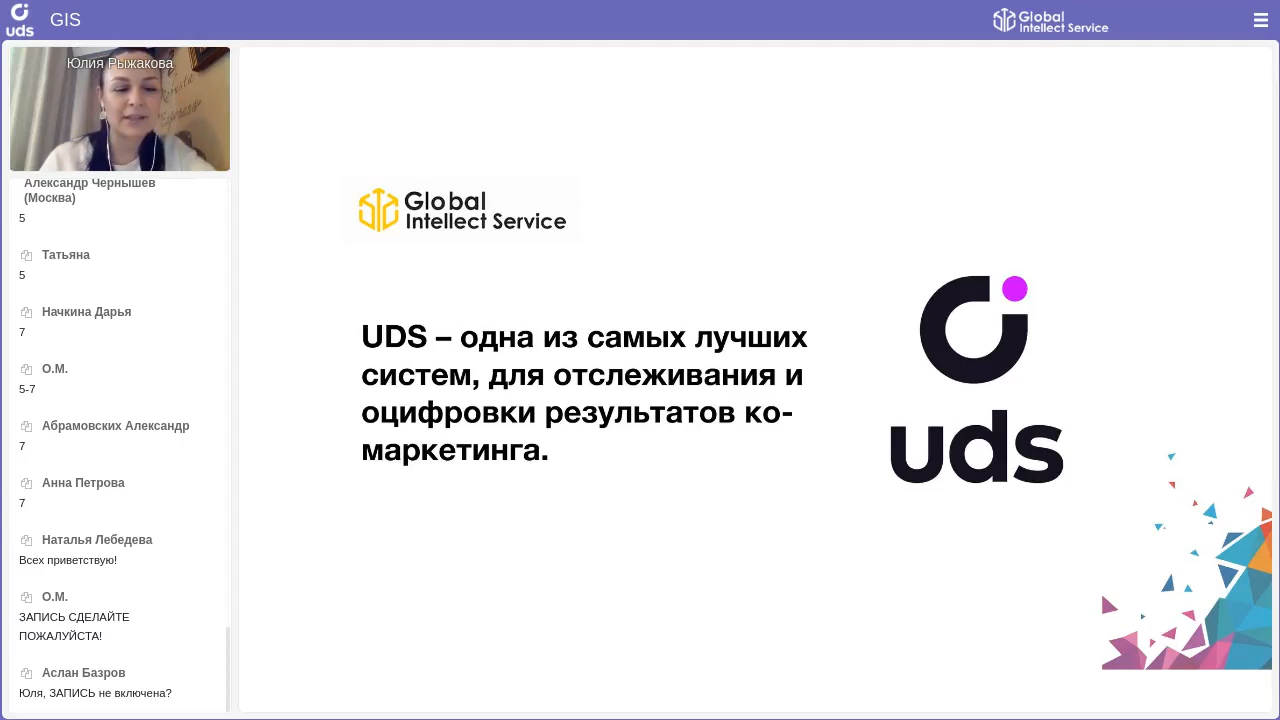 uds
GIS
Global
Intellect Service
Юлия Рыжакова
Александр Чернышев
(Москва)
5
Татьяна
5
Начкина Дарья
7
О.М.
5-7
Абрамовских Александр
7
Анна Петрова
7
Наталья Лебедева
Всех приветствую!
О.М.
ЗАПИСЬ СДЕЛАЙТЕ
ПОЖАЛУЙСТА!
Аслан Базров
Юля, ЗАПИСЬ не включена?
Global
Intellect Service
UDS – одна из самых лучших
систем, для отслеживания и
оцифровки результатов ко-
маркетинга.
uds